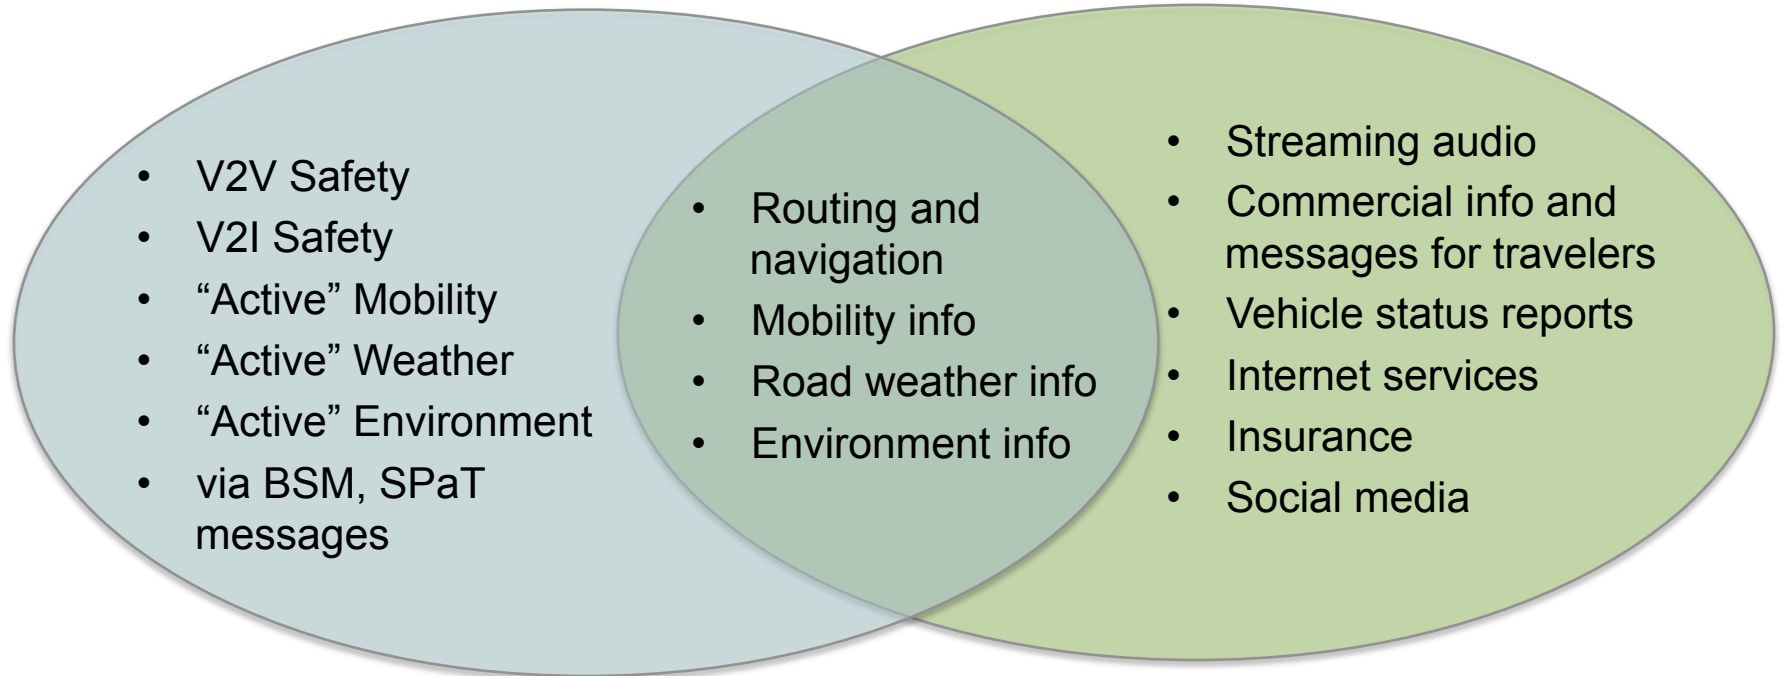 • V2V Safety
• V2I Safety
• “Active” Mobility
• “Active” Weather
• “Active” Environment
• via BSM, SPaT
messages
• Routing and
navigation
• Mobility info
• Road weather info
• Environment info
• Streaming audio
• Commercial info and
messages for travelers
• Vehicle status reports
• Internet services
• Insurance
• Social media